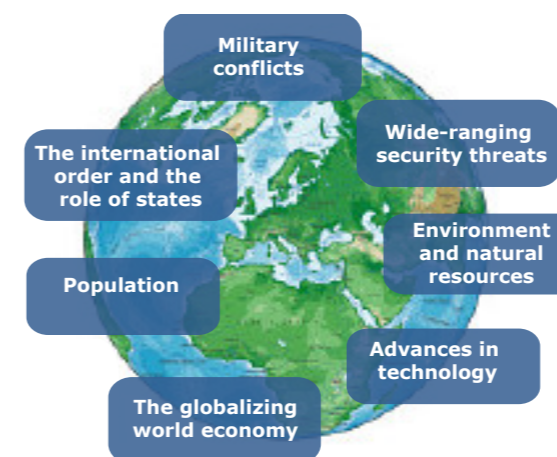 Military
conflicts
Wide-ranging
security threats
The international
order and the
role of states
Environment
and natural
resources
Population
Advances in
technology
The globalizing
world economy